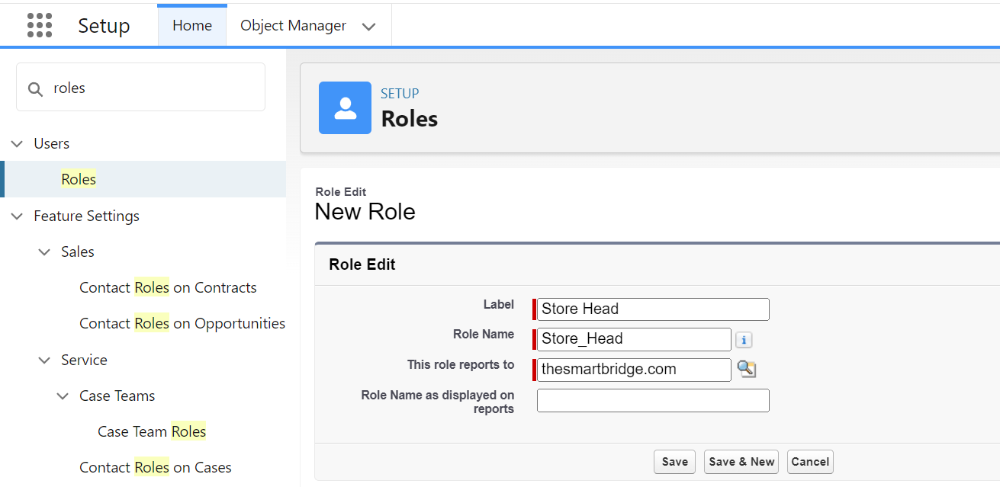 Setup
Home
Object Manager
roles
Users
Roles
Feature Settings
Sales
Contact Roles on Contracts
Contact Roles on Opportunities
Service
Case Teams
Case Team Roles
Contact Roles on Cases
SETUP
Roles
Role Edit
New Role
Role Edit
Label
Store Head
Role Name
Store_Head
i
This role reports to
thesmartbridge.com
Role Name as displayed on
reports
Save
Save & New
Cancel